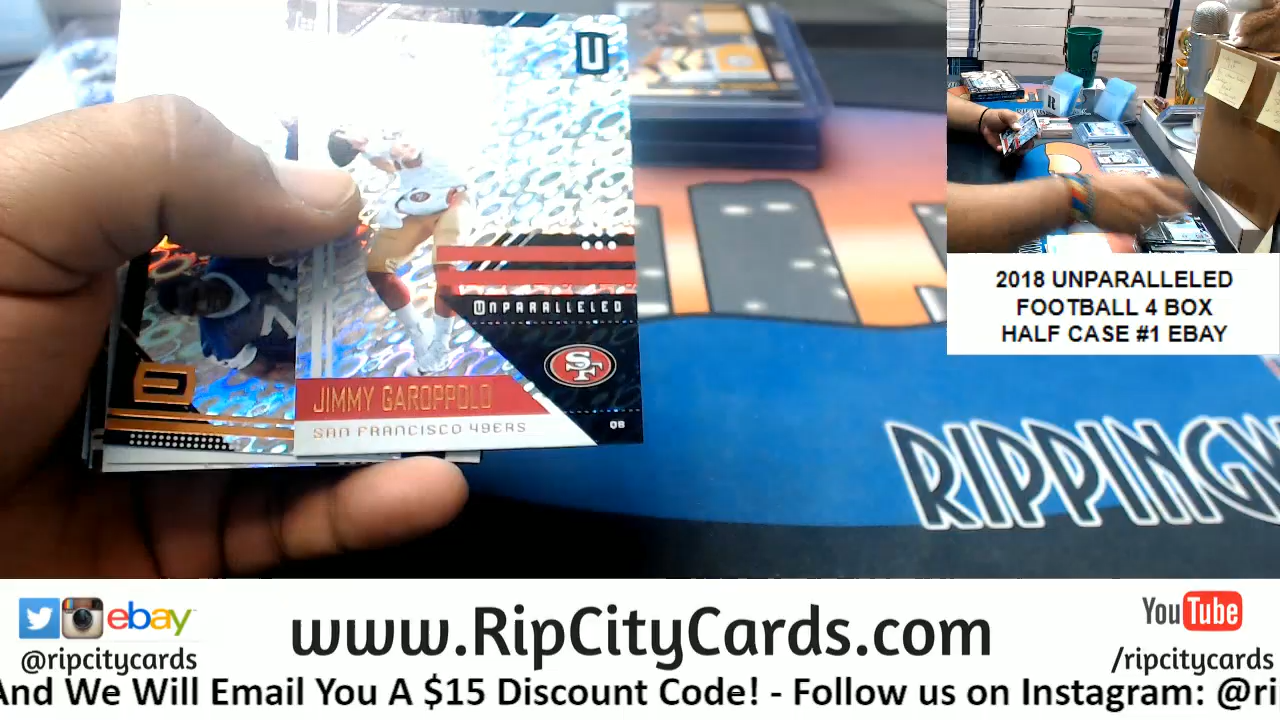 U
UNPARALLELED
SF
JIMMY GAROPPOLO
SAN FRANCISCO 49ERS
QB
2018 UNPARALLELED
FOOTBALL 4 BOX
HALF CASE #1 EBAY
RIPPINGW
ebay
@ripcitycards
www.RipCityCards.com
YouTube
/ripcitycards
And We Will Email You A $15 Discount Code! - Follow us on Instagram: @ri